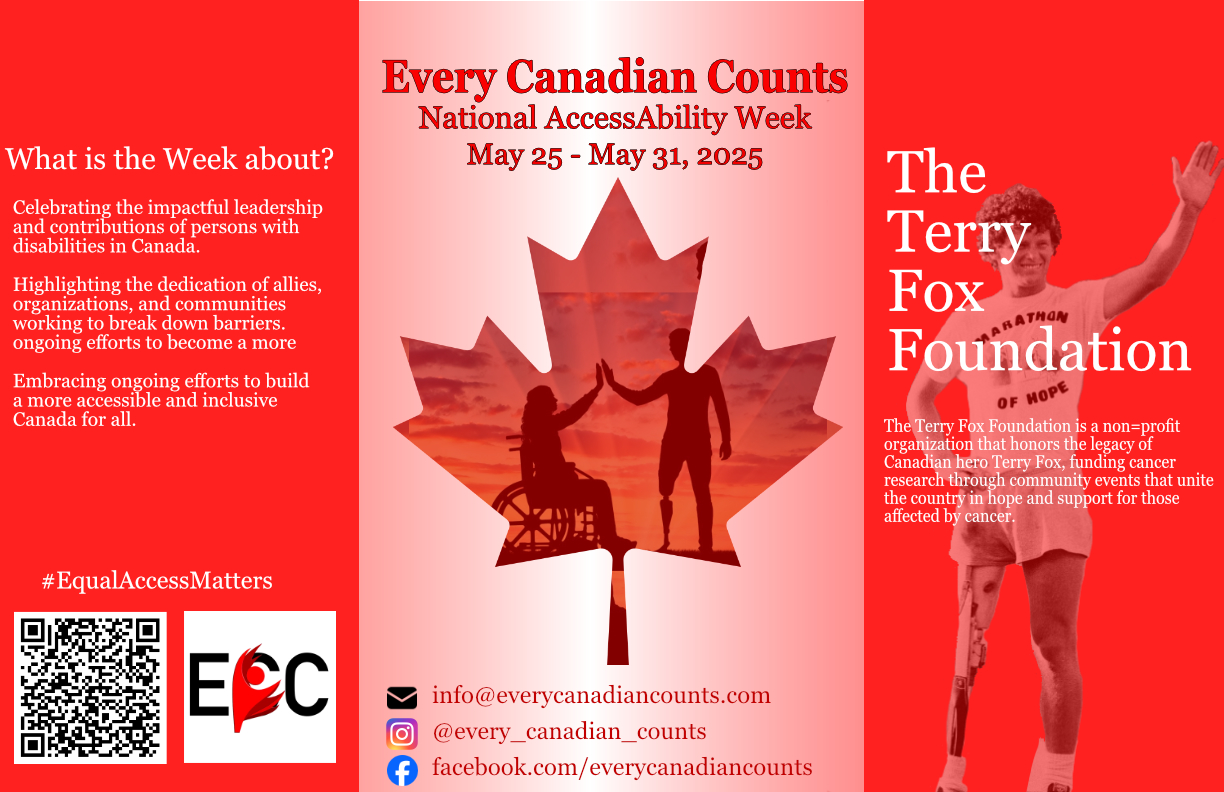 What is the Week about?
Celebrating the impactful leadership
and contributions of persons with
disabilities in Canada.
Highlighting the dedication of allies,
organizations, and communities
working to break down barriers.
ongoing efforts to become a more
Embracing ongoing efforts to build
a more accessible and inclusive
Canada for all.
#EqualAccessMatters
ECC
Every Canadian Counts
National AccessAbility Week
May 25 - May 31, 2025
info@everycanadiancounts.com
@every_canadian_counts
facebook.com/everycanadiancounts
The
Terry
Fox
Foundation
MARATHON
OF HOPE
The Terry Fox Foundation is a non=profit
organization that honors the legacy of
Canadian hero Terry Fox, funding cancer
research through community events that unite
the country in hope and support for those
affected by cancer.